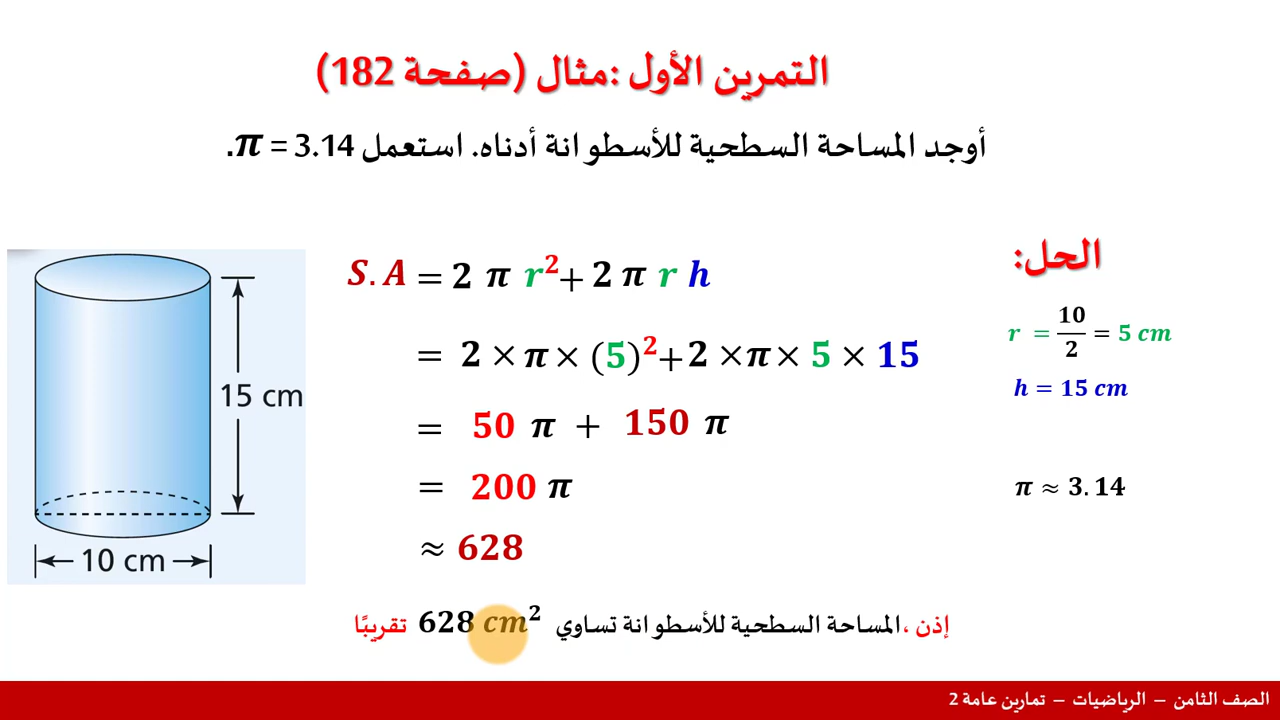 التمرين الأول :مثال (صفحة 182)
أوجد المساحة السطحية للأسطوانة أدناه. استعمل π = 3.14.
الحل:
r = 10/2 = 5 cm
h = 15 cm
π ≈ 3.14
S.A = 2 π r² + 2 π r h
= 2 × π × (5)² + 2 × π × 5 × 15
= 50 π + 150 π
= 200 π
≈ 628
15 cm
10 cm
إذن ،المساحة السطحية للأسطوانة تساوي 628 cm² تقريبًا
الصف الثامن – الرياضيات – تمارين عامة 2